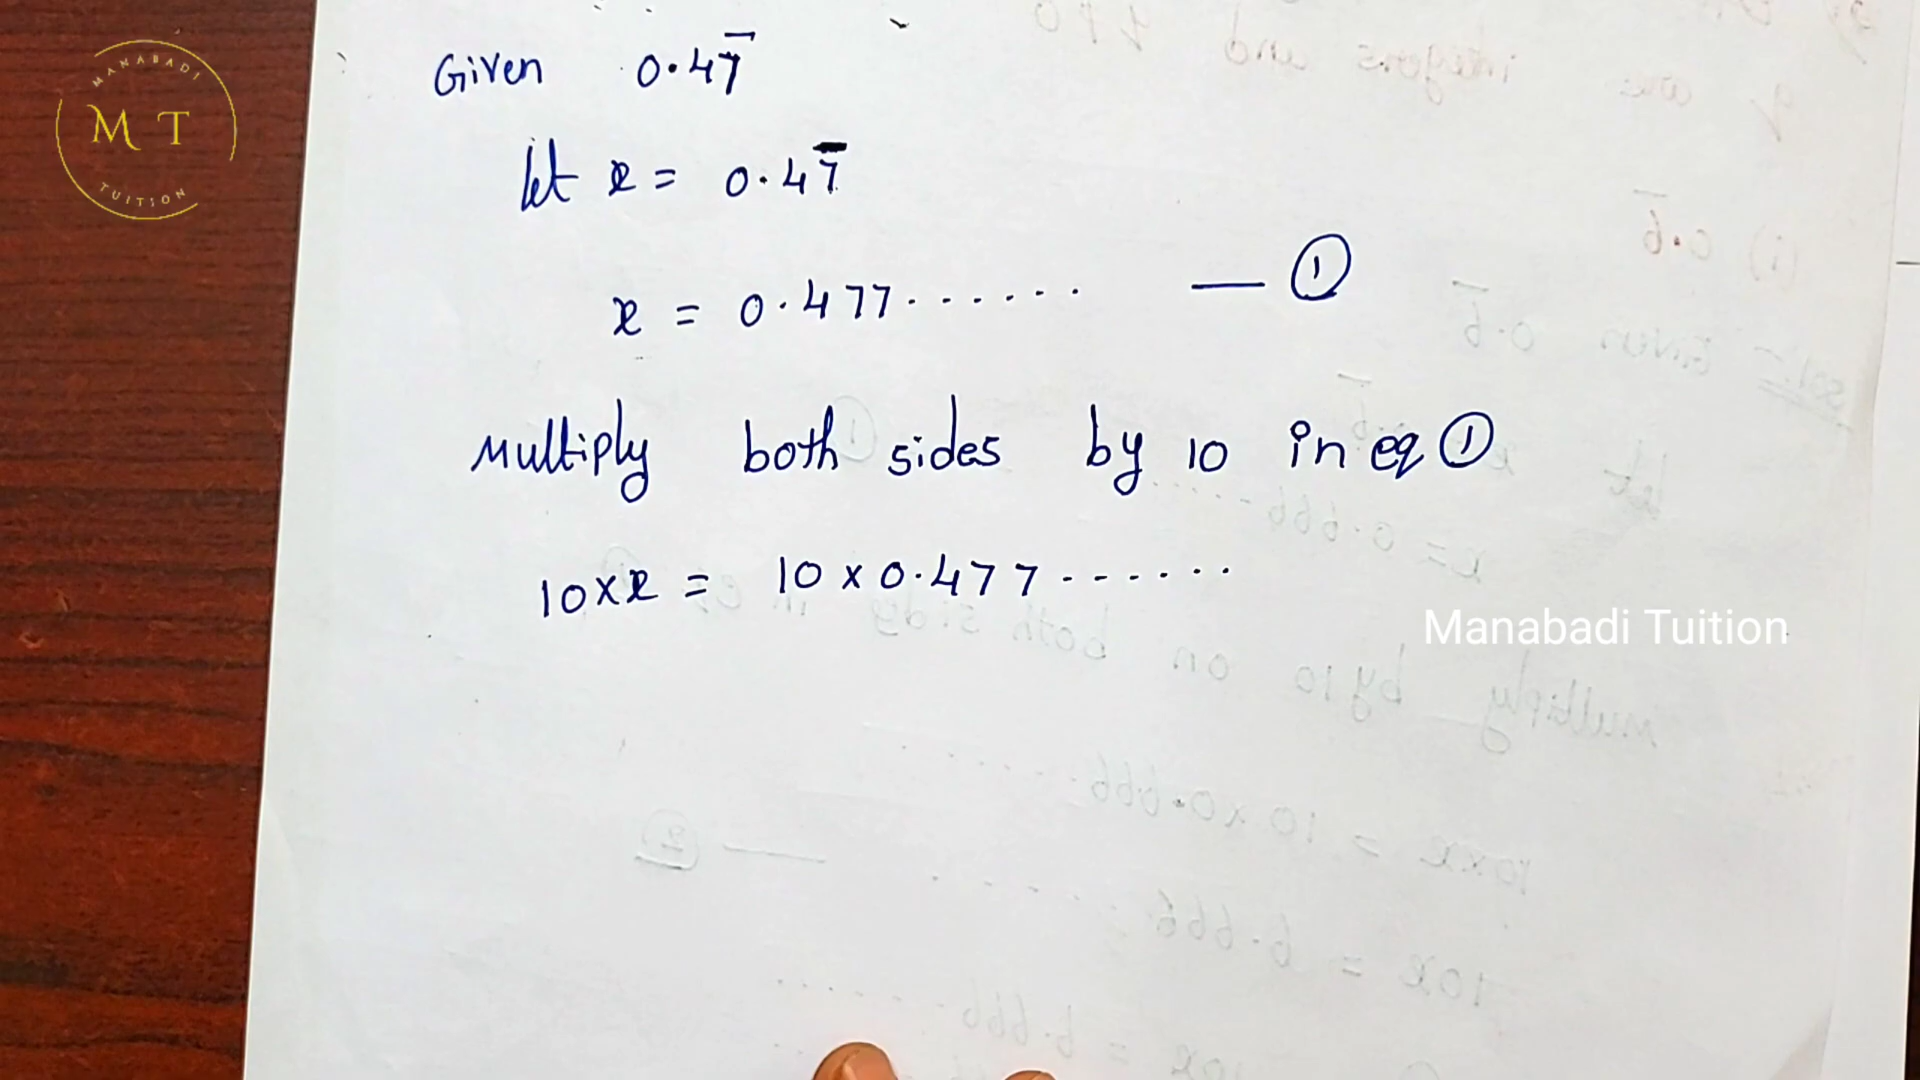 MANABADI
M T
TUITION
Given 0.47̅
let x = 0.47̅
x = 0.477...... — ①
Multiply both sides by 10 in eq ①
10×x = 10×0.477......
Manabadi Tuition